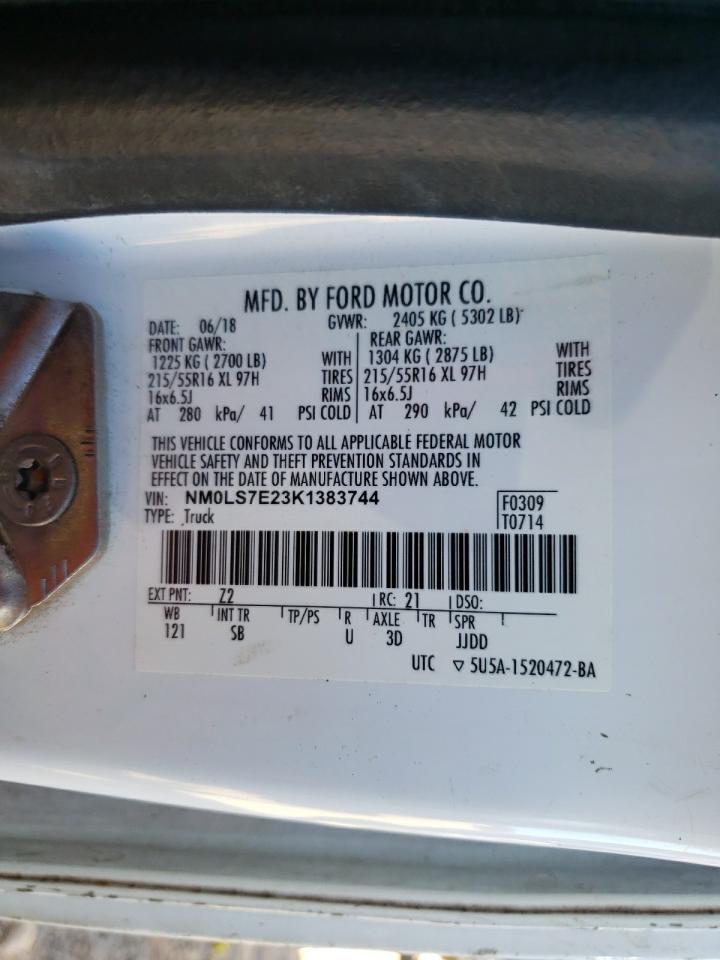 MFD. BY FORD MOTOR CO.
DATE: 06/18 GVWR: 2405 KG ( 5302 LB)
FRONT GAWR: REAR GAWR:
1225 KG ( 2700 LB) WITH 1304 KG ( 2875 LB) WITH
215/55R16 XL 97H TIRES 215/55R16 XL 97H TIRES
16x6.5J RIMS 16x6.5J RIMS
AT 280 kPa/ 41 PSI COLD AT 290 kPa/ 42 PSI COLD
THIS VEHICLE CONFORMS TO ALL APPLICABLE FEDERAL MOTOR
VEHICLE SAFETY AND THEFT PREVENTION STANDARDS IN
EFFECT ON THE DATE OF MANUFACTURE SHOWN ABOVE.
VIN: NM0LS7E23K1383744 F0309
TYPE: Truck T0714
EXT PNT: Z2 RC: 21 DSO:
WB INT TR TP/PS R AXLE TR SPR
121 SB U 3D JJDD
UTC ▽ 5U5A-1520472-BA